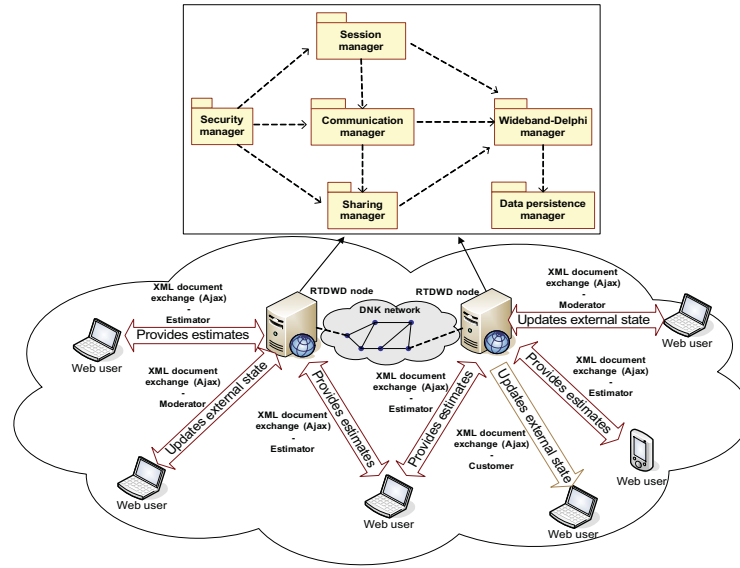 Session
manager
Security
manager
Communication
manager
Wideband-Delphi
manager
Sharing
manager
Data persistence
manager
XML document
exchange (Ajax)
-
Estimator
RTDWD node
RTDWD node
XML document
exchange (Ajax)
-
Moderator
DNK network
Provides estimates
Updates external state
Web user
Web user
XML document
exchange (Ajax)
-
Moderator
Updates external state
Provides estimates
XML document
exchange (Ajax)
-
Estimator
XML document
exchange (Ajax)
-
Estimator
Provides estimates
Updates external state
Provides estimates
XML document
exchange (Ajax)
-
Estimator
XML document
exchange (Ajax)
-
Customer
Web user
Web user
Web user
Web user